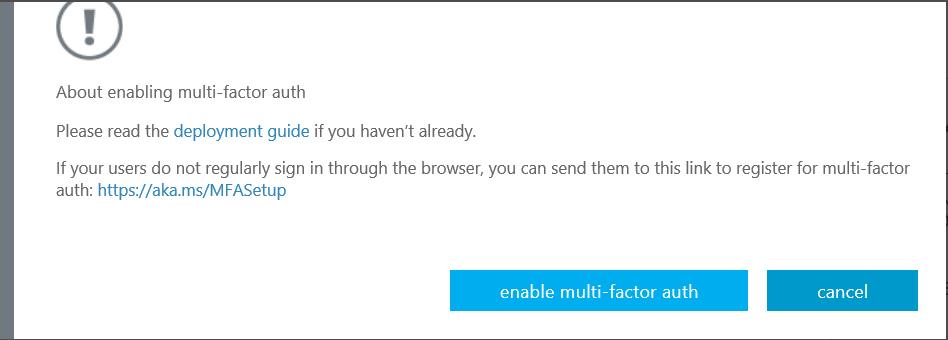 About enabling multi-factor auth
Please read the deployment guide if you haven't already.
If your users do not regularly sign in through the browser, you can send them to this link to register for multi-factor
auth: https://aka.ms/MFASetup
enable multi-factor auth
cancel